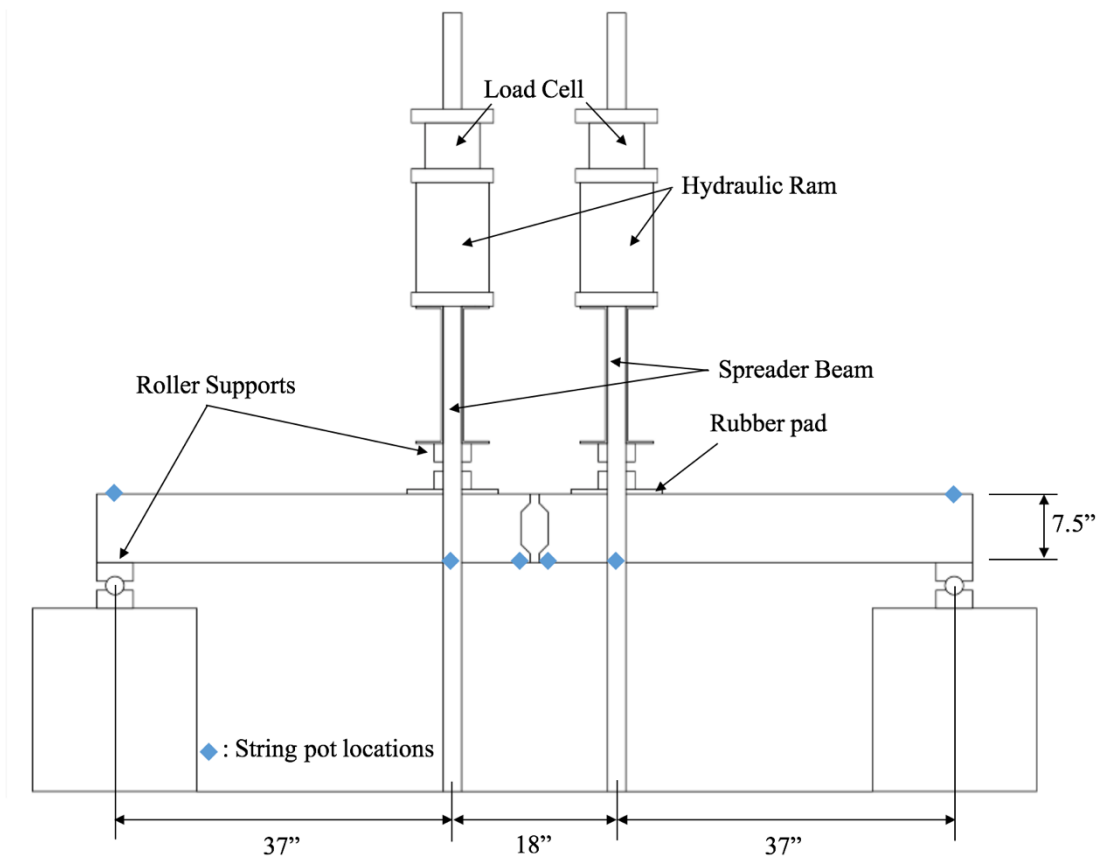 Load Cell
Hydraulic Ram
Spreader Beam
Roller Supports
Rubber pad
7.5”
: String pot locations
37”
18”
37”